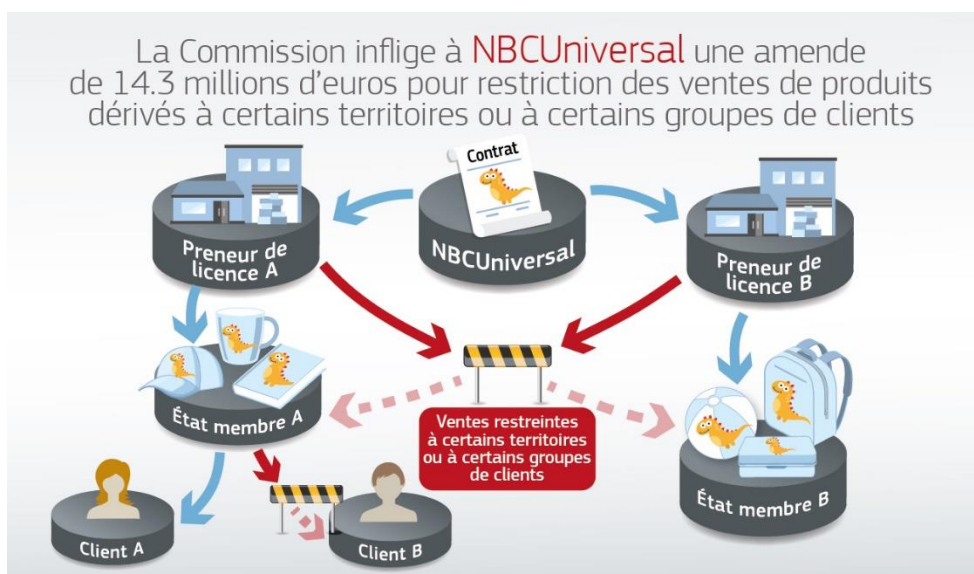 La Commission inflige à NBCUniversal une amende
de 14.3 millions d'euros pour restriction des ventes de produits
dérivés à certains territoires ou à certains groupes de clients
Contrat
NBCUniversal
Preneur de
licence A
Preneur de
licence B
État membre A
Ventes restreintes
à certains territoires
ou à certains groupes
de clients
État membre B
Client A
Client B